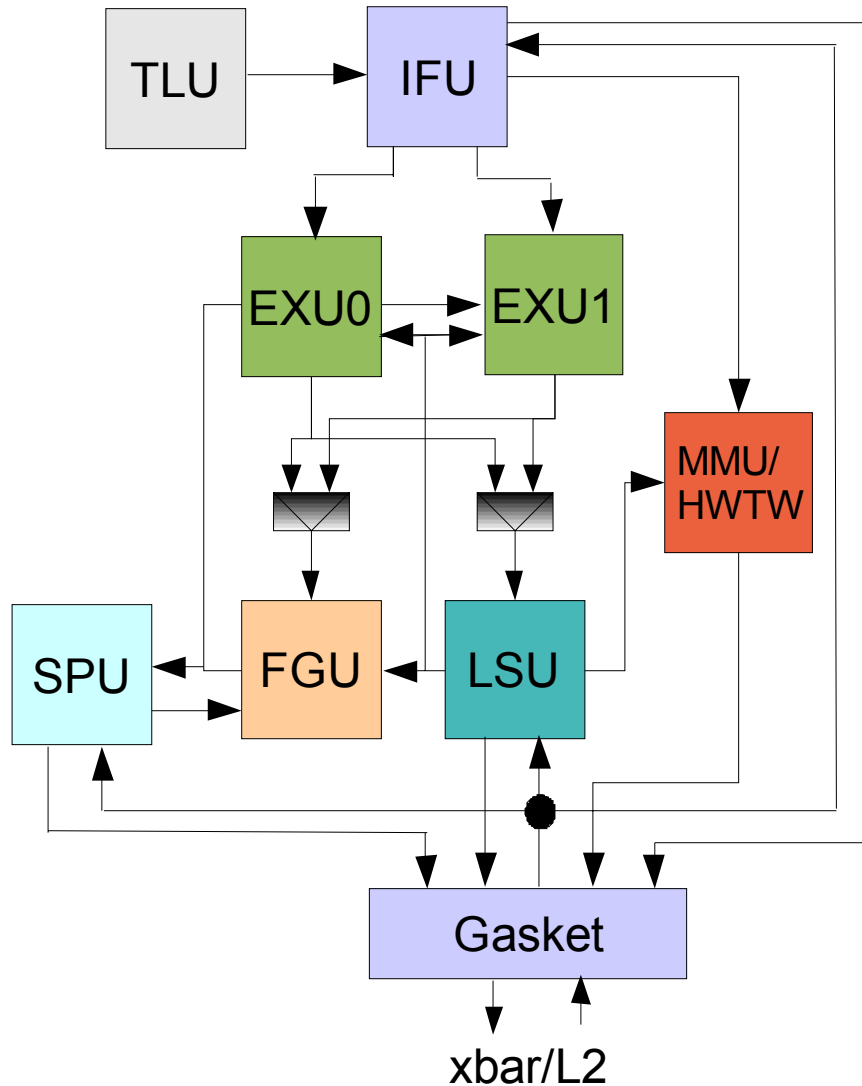 TLU
IFU
EXU0
EXU1
MMU/
HWTW
SPU
FGU
LSU
Gasket
xbar/L2